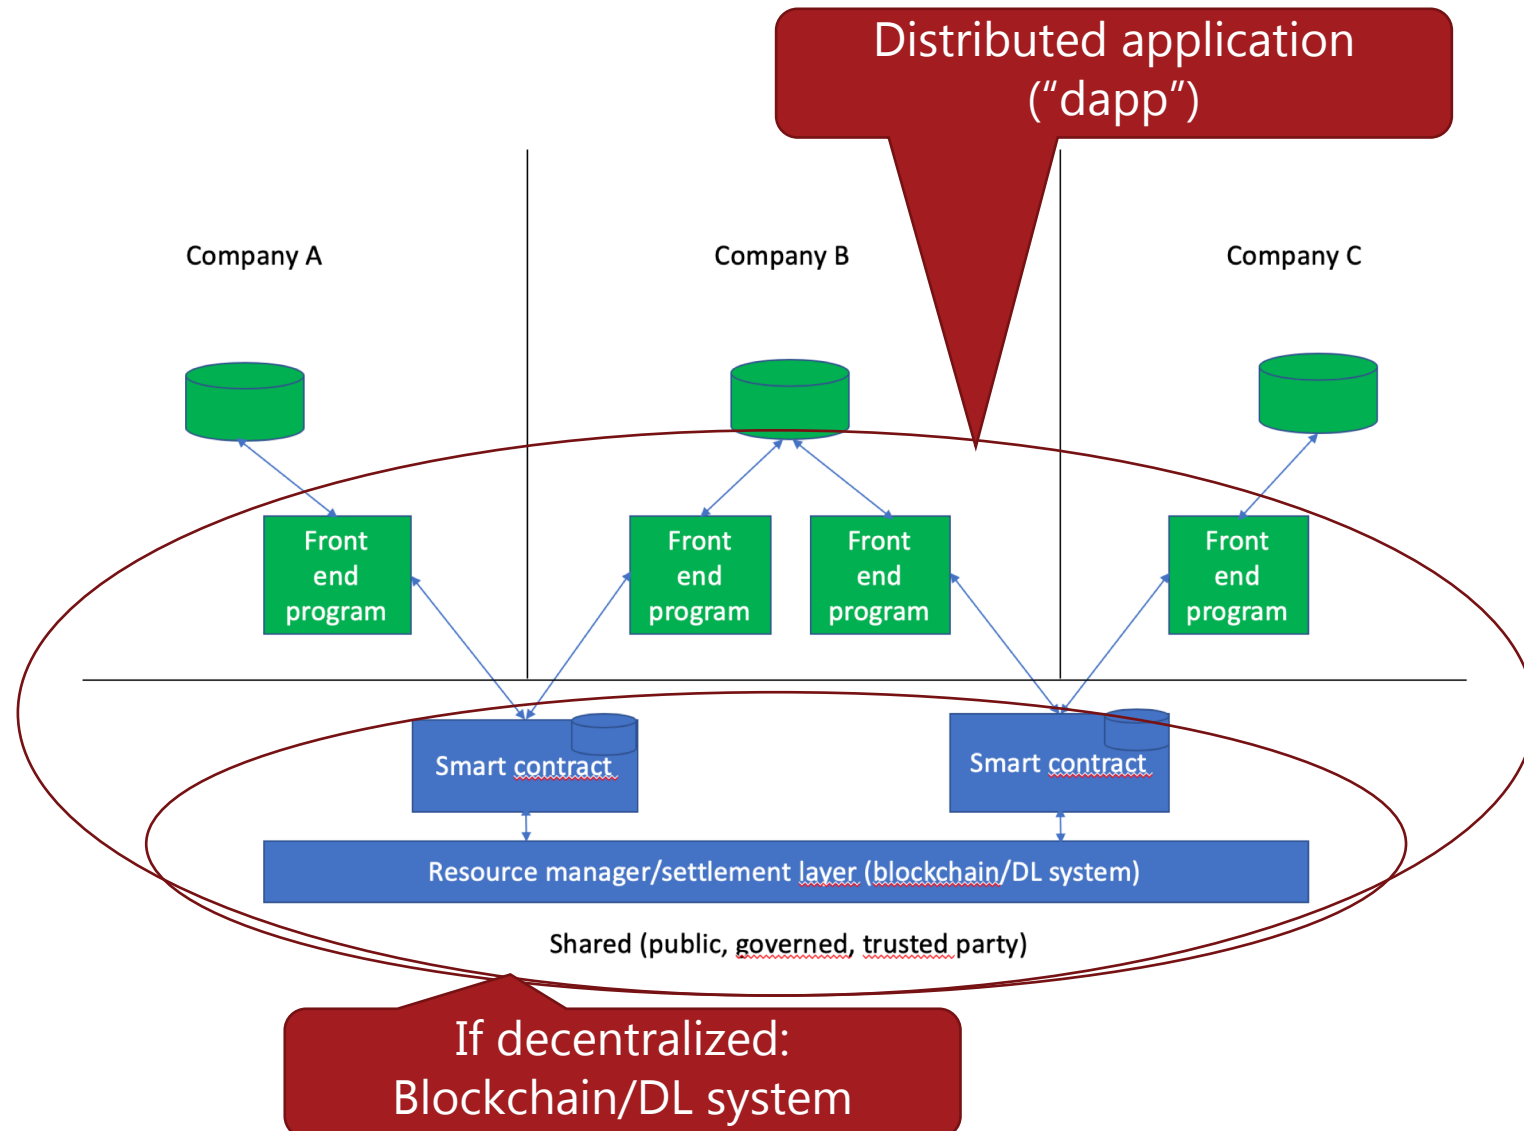 Distributed application
(“dapp”)
Company A
Company B
Company C
Front
end
program
Front
end
program
Front
end
program
Front
end
program
Smart contract
Smart contract
Resource manager/settlement layer (blockchain/DL system)
Shared (public, governed, trusted party)
If decentralized:
Blockchain/DL system